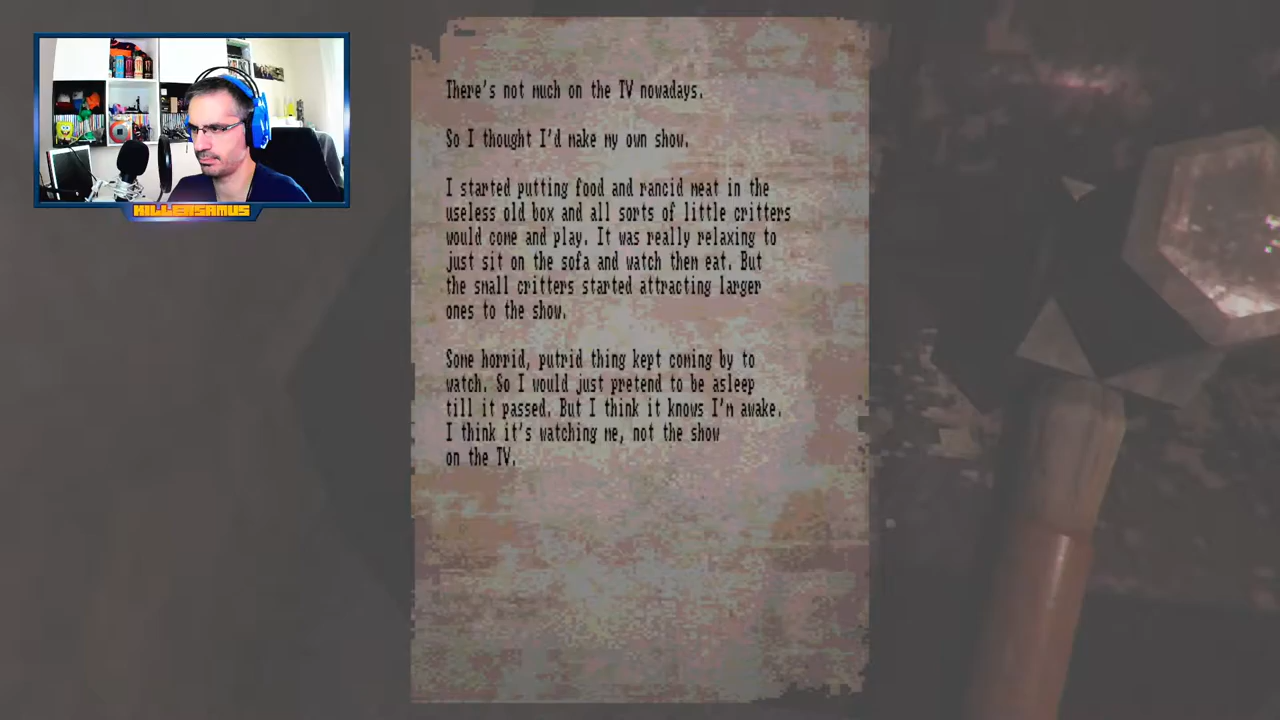 KILLERSAMUS
There's not much on the TV nowadays.
So I thought I'd make my own show.
I started putting food and rancid meat in the
useless old box and all sorts of little critters
would come and play. It was really relaxing to
just sit on the sofa and watch them eat. But
the small critters started attracting larger
ones to the show.
Some horrid, putrid thing kept coming by to
watch. So I would just pretend to be asleep
till it passed. But I think it knows I'm awake.
I think it's watching me, not the show
on the TV.